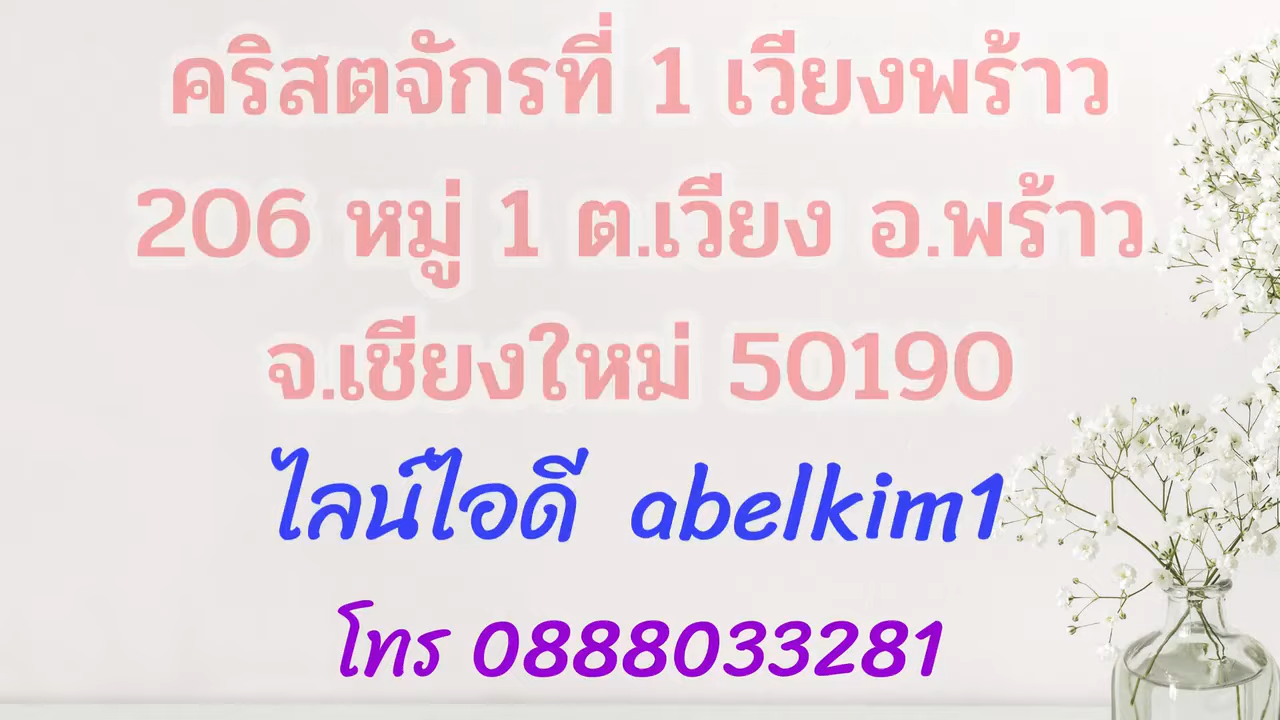 คริสตจักรที่ 1 เวียงพร้าว
206 หมู่ 1 ต.เวียง อ.พร้าว
จ.เชียงใหม่ 50190
ไลน์ไอดี abelkim1
โทร 0888033281